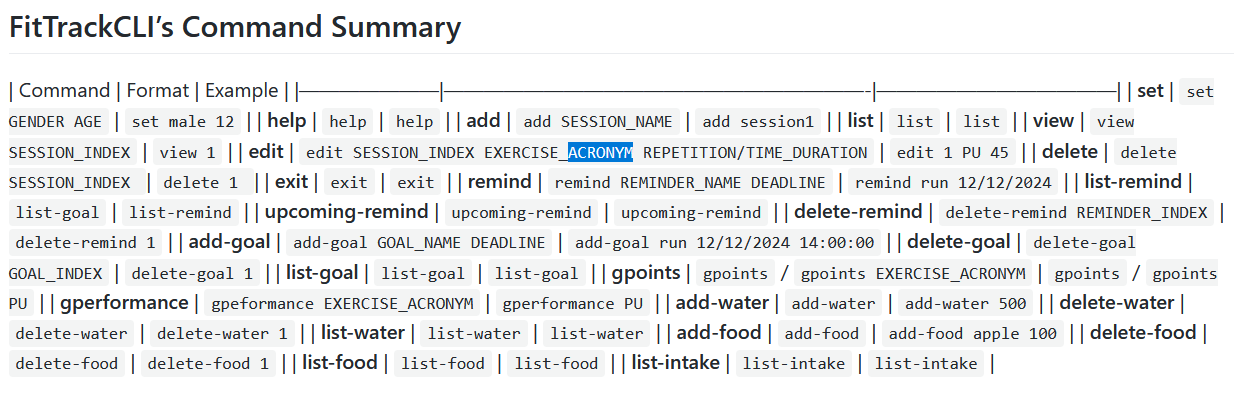 FitTrackCLI’s Command Summary
| Command | Format | Example | |———————|—————————————————————-|————————————| | set | set
GENDER AGE | set male 12 | | help | help | help | | add | add SESSION_NAME | add session1 | | list | list | list | | view | view
SESSION_INDEX | view 1 | | edit | edit SESSION_INDEX EXERCISE_ACRONYM REPETITION/TIME_DURATION | edit 1 PU 45 | | delete | delete
SESSION_INDEX | delete 1 | | exit | exit | exit | | remind | remind REMINDER_NAME DEADLINE | remind run 12/12/2024 | | list-remind |
list-goal | list-remind | | upcoming-remind | upcoming-remind | upcoming-remind | | delete-remind | delete-remind REMINDER_INDEX |
delete-remind 1 | | add-goal | add-goal GOAL_NAME DEADLINE | add-goal run 12/12/2024 14:00:00 | | delete-goal | delete-goal
GOAL_INDEX | delete-goal 1 | | list-goal | list-goal | list-goal | | gpoints | gpoints / gpoints EXERCISE_ACRONYM | gpoints / gpoints
PU | | gperformance | gpeformance EXERCISE_ACRONYM | gperformance PU | | add-water | add-water | add-water 500 | | delete-water |
delete-water | delete-water 1 | | list-water | list-water | list-water | | add-food | add-food | add-food apple 100 | | delete-food |
delete-food | delete-food 1 | | list-food | list-food | list-food | | list-intake | list-intake | list-intake |